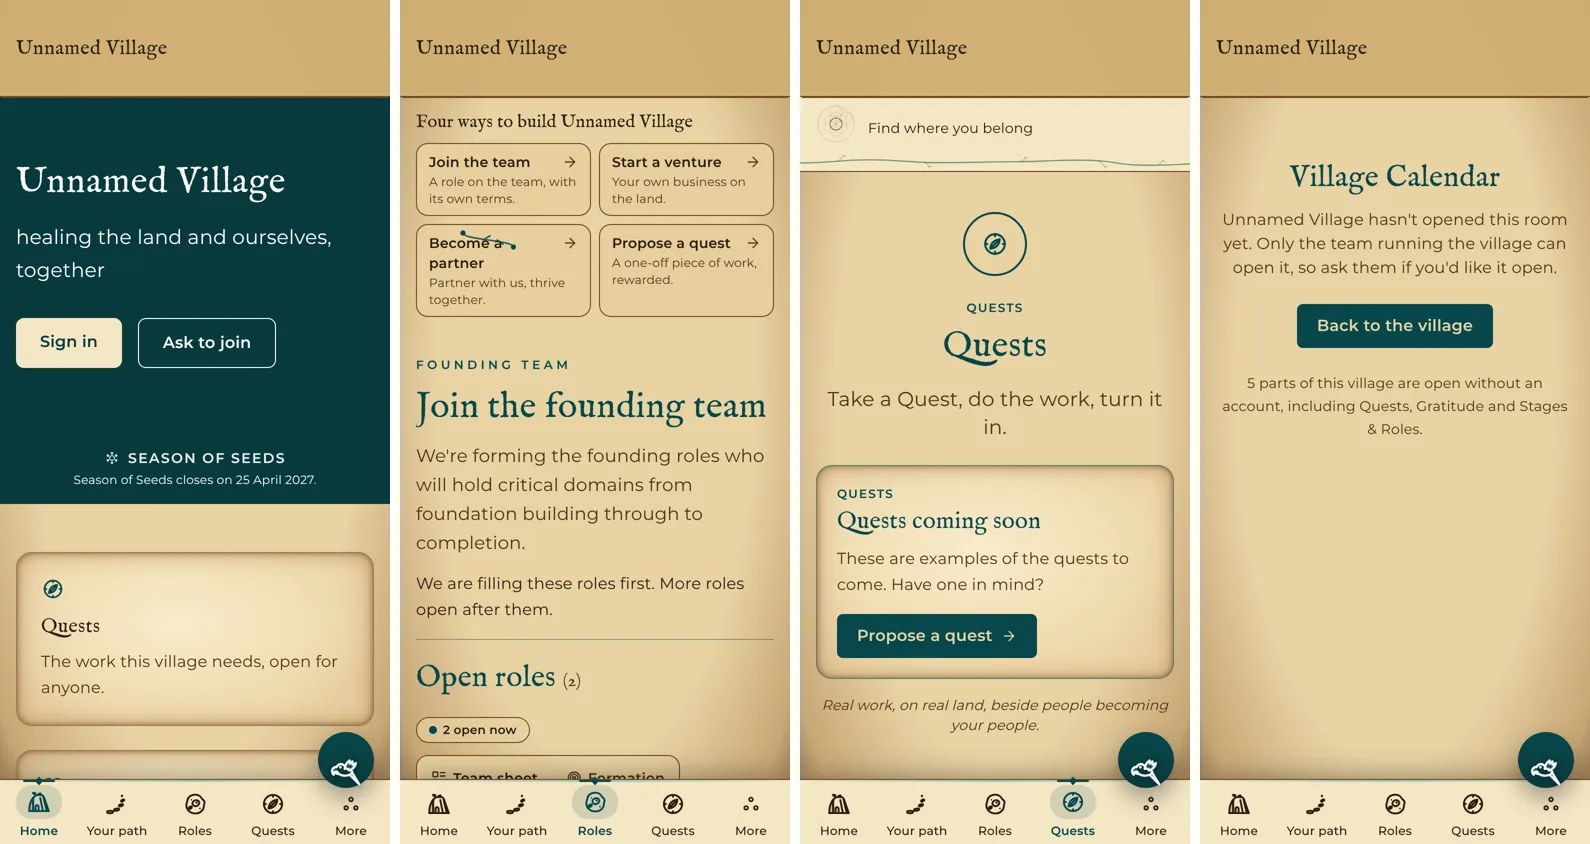 Unnamed Village
Unnamed Village
healing the land and ourselves,
together
Sign in
Ask to join
SEASON OF SEEDS
Season of Seeds closes on 25 April 2027.
Quests
The work this village needs, open for
anyone.
Home
Your path
Roles
Quests
More
Unnamed Village
Four ways to build Unnamed Village
Join the team
A role on the team, with
its own terms.
Start a venture
Your own business on
the land.
Become a
partner
Partner with us, thrive
together.
Propose a quest
A one-off piece of work,
rewarded.
FOUNDING TEAM
Join the founding team
We're forming the founding roles who
will hold critical domains from
foundation building through to
completion.
We are filling these roles first. More roles
open after them.
Open roles (2)
2 open now
Team sheet
Formation
Home
Your path
Roles
Quests
More
Unnamed Village
Find where you belong
QUESTS
Quests
Take a Quest, do the work, turn it
in.
QUESTS
Quests coming soon
These are examples of the quests to
come. Have one in mind?
Propose a quest
Real work, on real land, beside people becoming
your people.
Home
Your path
Roles
Quests
More
Unnamed Village
Village Calendar
Unnamed Village hasn't opened this room
yet. Only the team running the village can
open it, so ask them if you'd like it open.
Back to the village
5 parts of this village are open without an
account, including Quests, Gratitude and Stages
& Roles.
Home
Your path
Roles
Quests
More